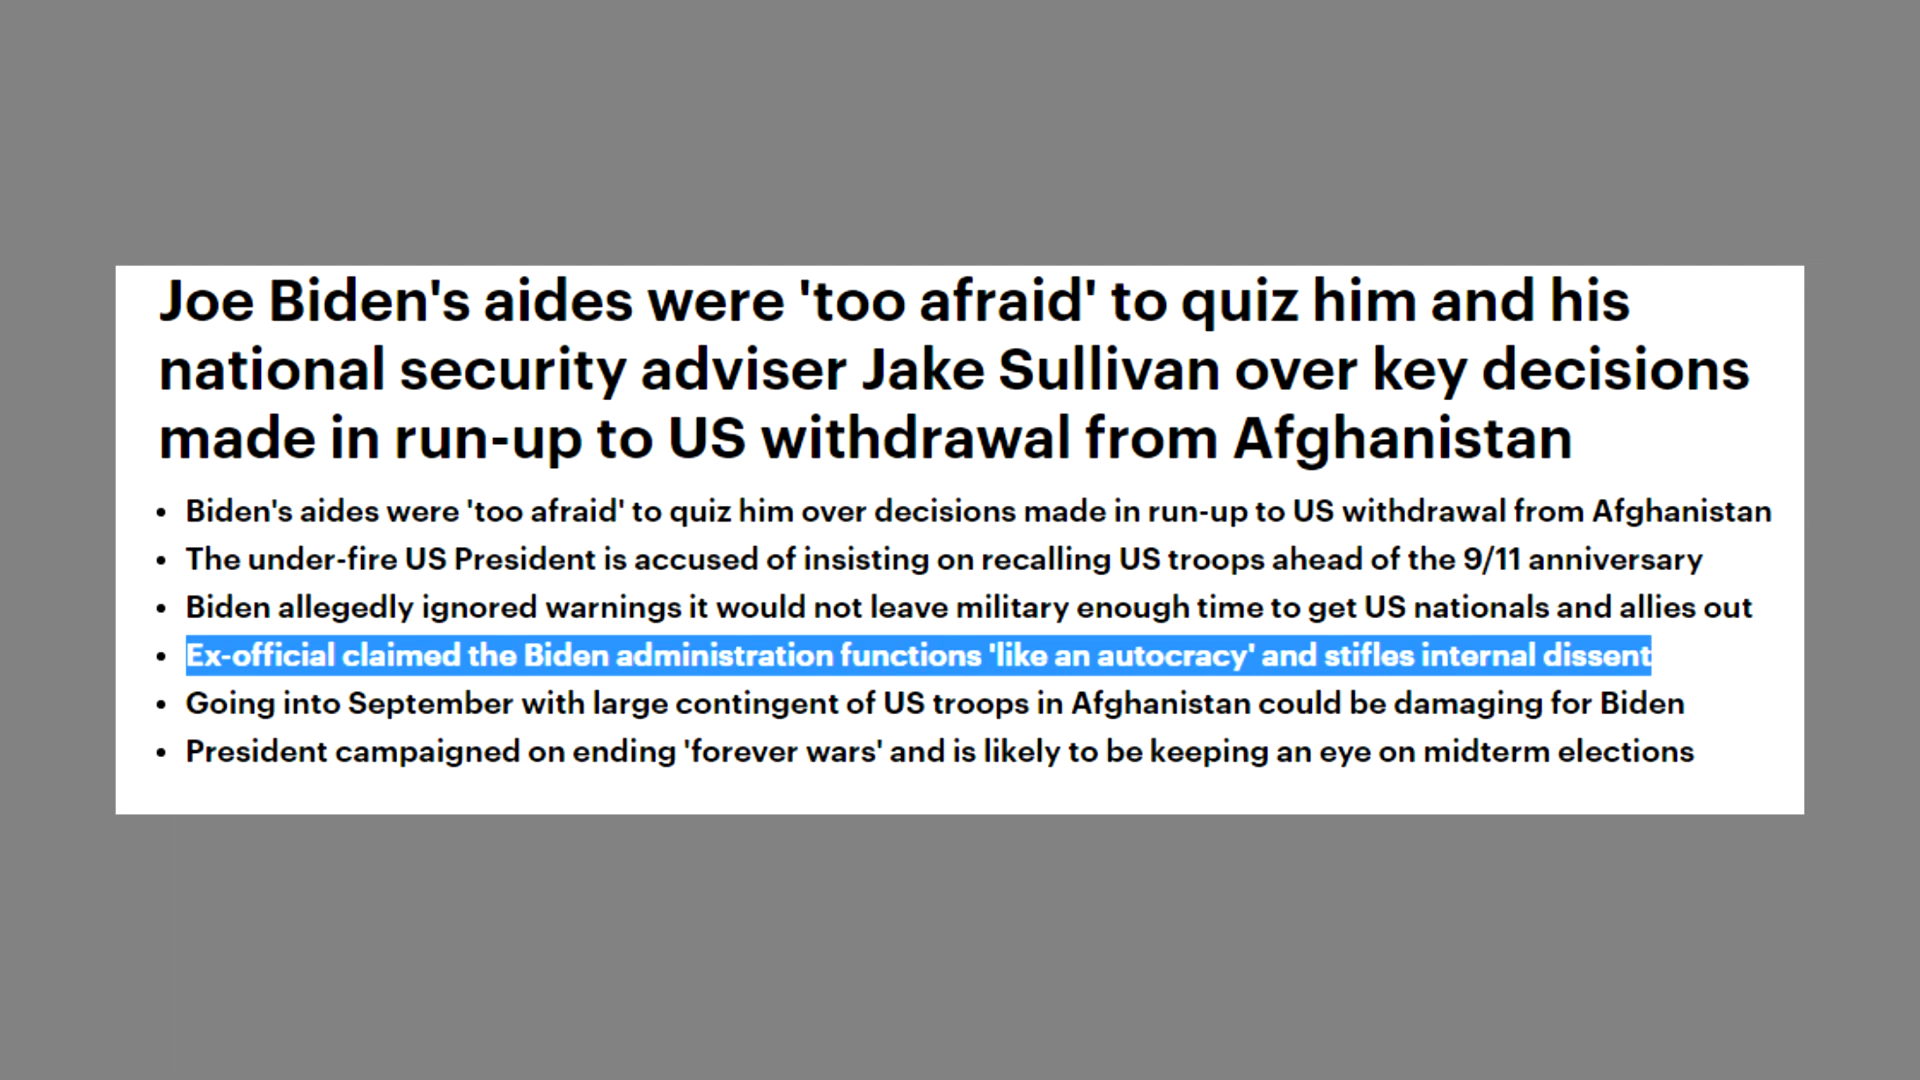 Joe Biden's aides were 'too afraid' to quiz him and his
national security adviser Jake Sullivan over key decisions
made in run-up to US withdrawal from Afghanistan
• Biden's aides were 'too afraid' to quiz him over decisions made in run-up to US withdrawal from Afghanistan
• The under-fire US President is accused of insisting on recalling US troops ahead of the 9/11 anniversary
• Biden allegedly ignored warnings it would not leave military enough time to get US nationals and allies out
• Ex-official claimed the Biden administration functions 'like an autocracy' and stifles internal dissent
• Going into September with large contingent of US troops in Afghanistan could be damaging for Biden
• President campaigned on ending 'forever wars' and is likely to be keeping an eye on midterm elections